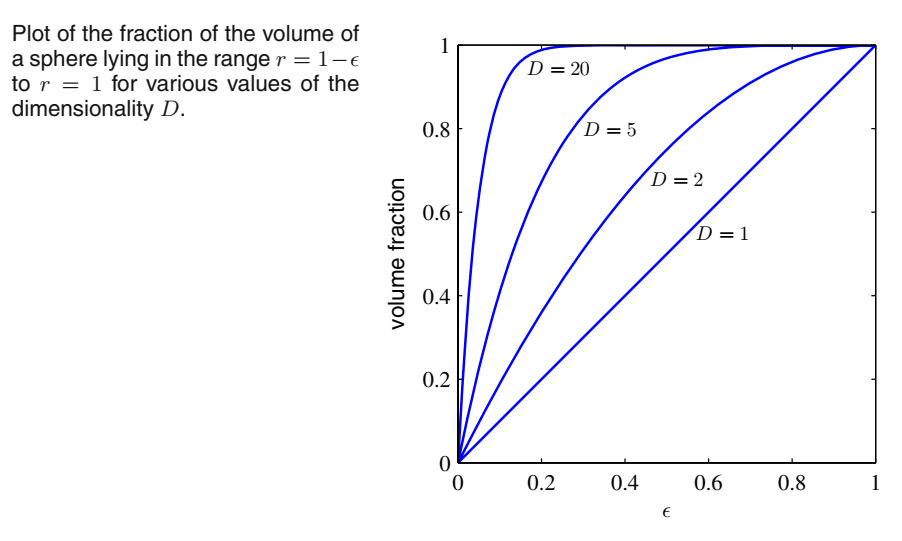 Plot of the fraction of the volume of
a sphere lying in the range r = 1−ϵ
to r = 1 for various values of the
dimensionality D.
volume fraction
1
0.8
0.6
0.4
0.2
0
D = 20
D = 5
D = 2
D = 1
0 0.2 0.4 0.6 0.8 1
ϵ